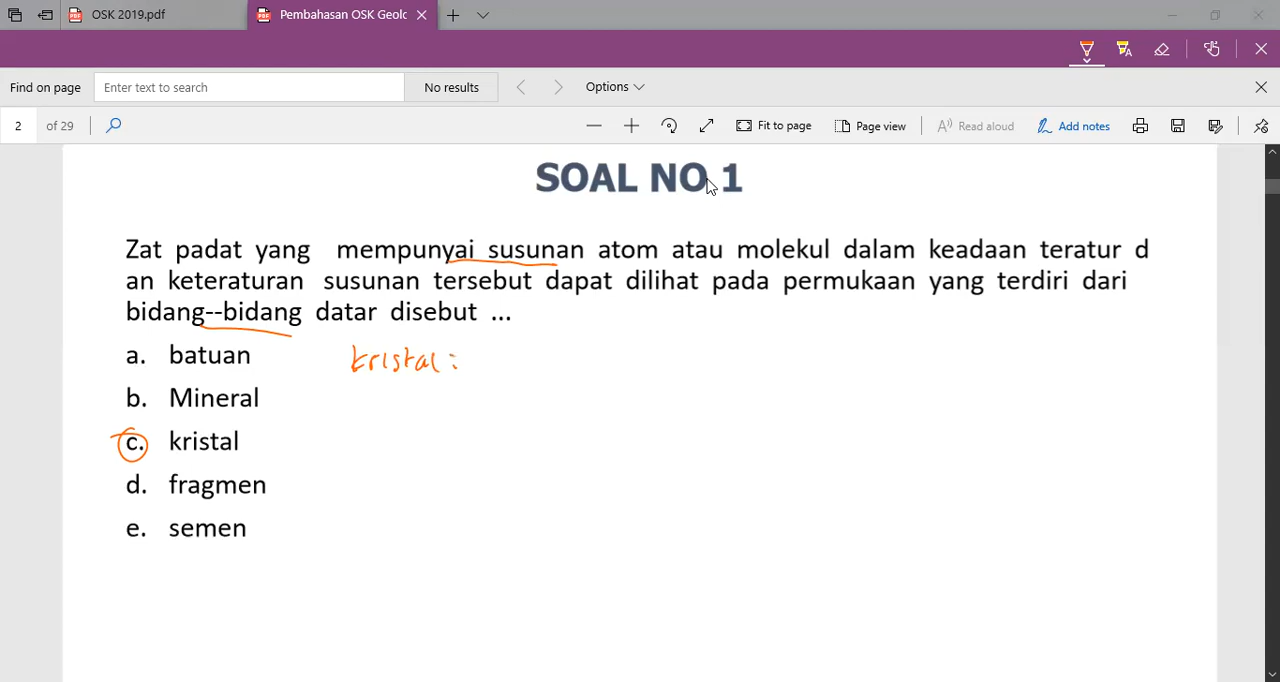 OSK 2019.pdf
Pembahasan OSK Geolo
Find on page
Enter text to search
No results
Options
2 of 29
Fit to page
Page view
Read aloud
Add notes
SOAL NO 1
Zat padat yang mempunyai susunan atom atau molekul dalam keadaan teratur d
an keteraturan susunan tersebut dapat dilihat pada permukaan yang terdiri dari
bidang--bidang datar disebut ...
a. batuan
kristal :
b. Mineral
c. kristal
d. fragmen
e. semen